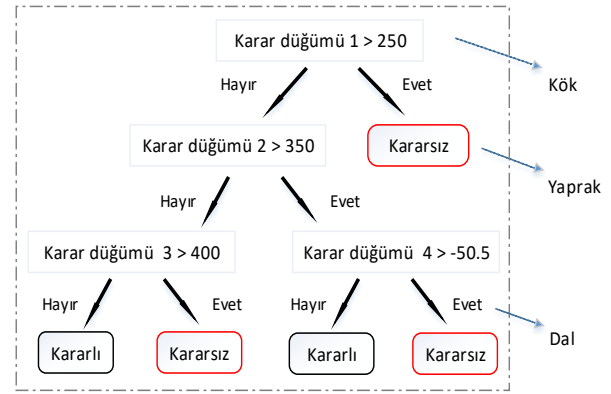 Karar düğümü 1 > 250
Kök
Hayır
Evet
Karar düğümü 2 > 350
Kararsız
Yaprak
Hayır
Evet
Karar düğümü 3 > 400
Karar düğümü 4 > -50.5
Hayır
Evet
Hayır
Evet
Dal
Kararlı
Kararsız
Kararlı
Kararsız